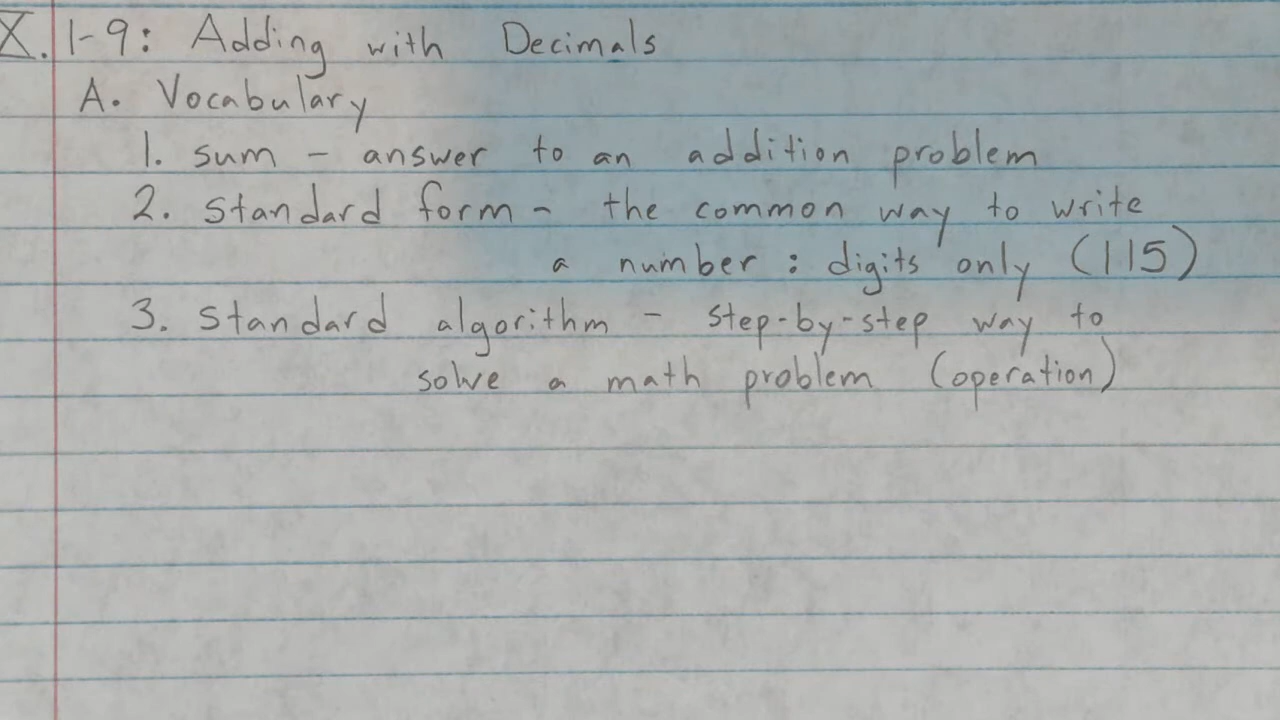 X. 1-9: Adding with Decimals
A. Vocabulary
1. sum - answer to an addition problem
2. standard form - the common way to write
a number: digits only (115)
3. standard algorithm - step-by-step way to
solve a math problem (operation)